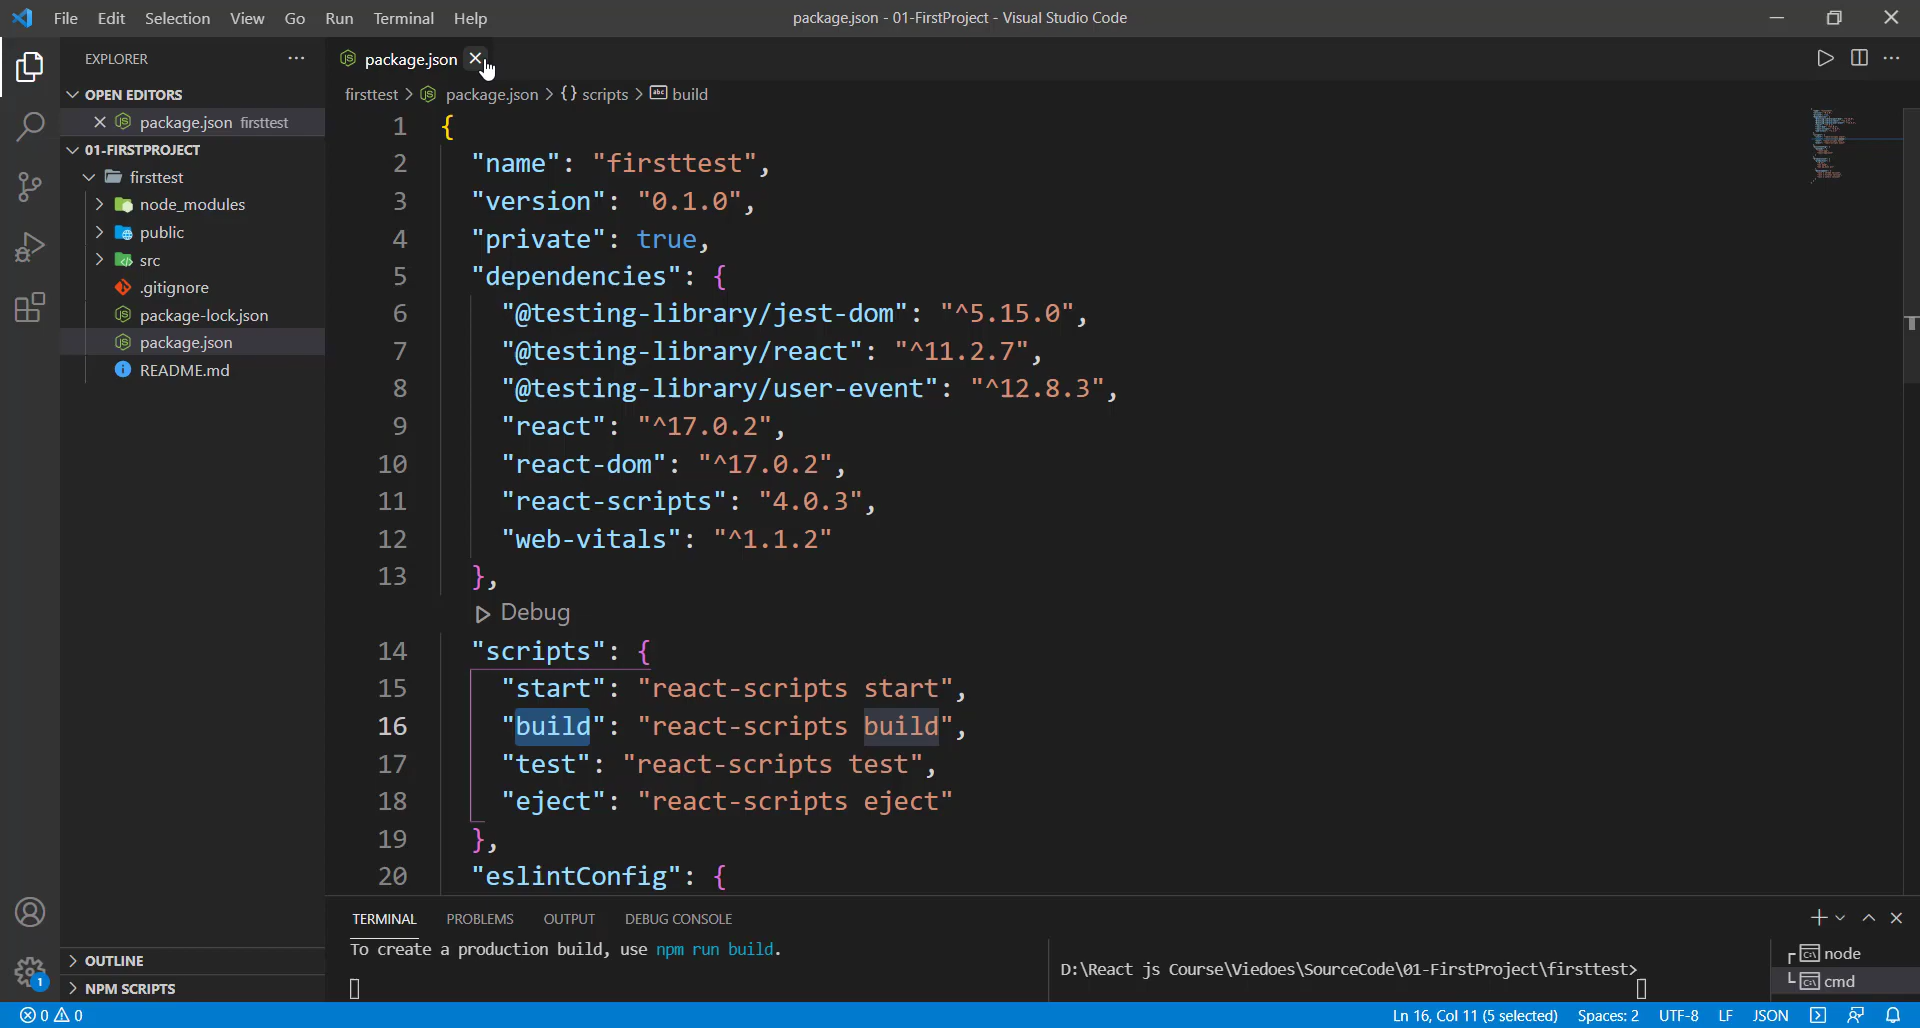 File Edit Selection View Go Run Terminal Help
package.json - 01-FirstProject - Visual Studio Code
EXPLORER
OPEN EDITORS
package.json firsttest
01-FIRSTPROJECT
firsttest
node_modules
public
src
.gitignore
package-lock.json
package.json
README.md
OUTLINE
NPM SCRIPTS
1
package.json
firsttest > package.json > {} scripts > abc build
1 {
2 "name": "firsttest",
3 "version": "0.1.0",
4 "private": true,
5 "dependencies": {
6 "@testing-library/jest-dom": "^5.15.0",
7 "@testing-library/react": "^11.2.7",
8 "@testing-library/user-event": "^12.8.3",
9 "react": "^17.0.2",
10 "react-dom": "^17.0.2",
11 "react-scripts": "4.0.3",
12 "web-vitals": "^1.1.2"
13 },
Debug
14 "scripts": {
15 "start": "react-scripts start",
16 "build": "react-scripts build",
17 "test": "react-scripts test",
18 "eject": "react-scripts eject"
19 },
20 "eslintConfig": {
TERMINAL PROBLEMS OUTPUT DEBUG CONSOLE
To create a production build, use npm run build.
D:\React js Course\Viedoes\SourceCode\01-FirstProject\firsttest>
node
cmd
0 0
Ln 16, Col 11 (5 selected) Spaces: 2 UTF-8 LF JSON